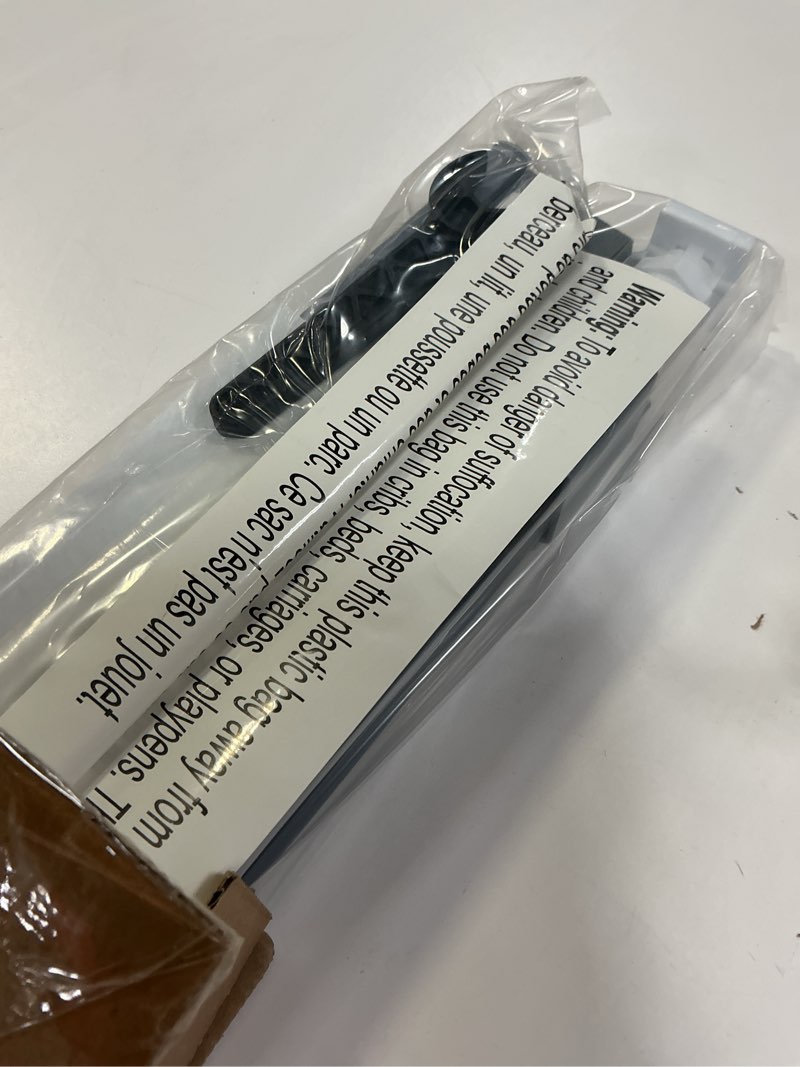 Warning: To avoid danger of suffocation, keep this plastic bag away from
and children. Do not use this bag in cribs, beds, carriages, or playpens.
berceau, un lit, une poussette ou un parc. Ce sac n'est pas un jouet.